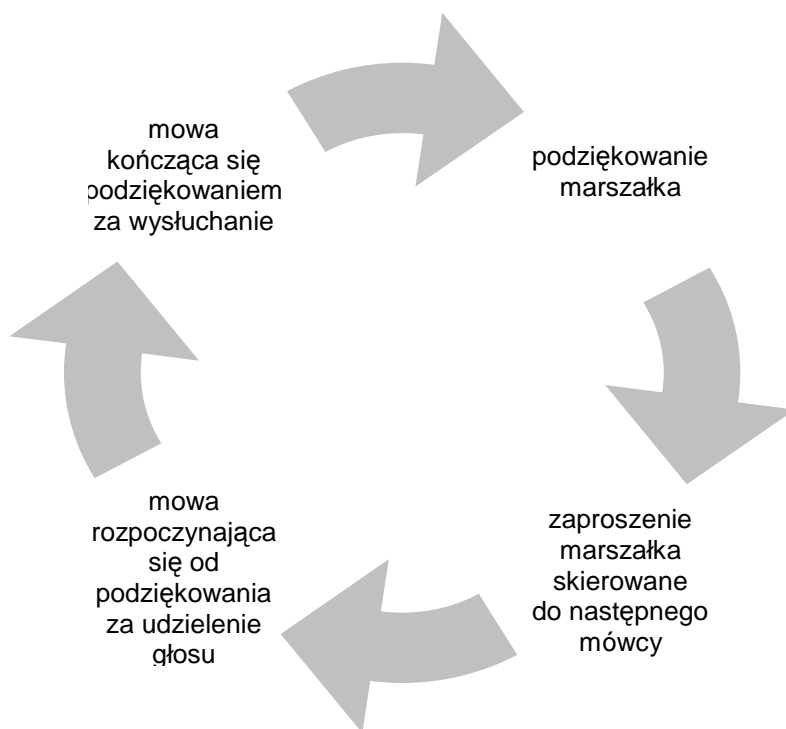 mowa
kończąca się
podziękowaniem
za wysłuchanie
podziękowanie
marszałka
zaproszenie
marszałka
skierowane
do następnego
mówcy
mowa
rozpoczynająca
się od
podziękowania
za udzielenie
głosu